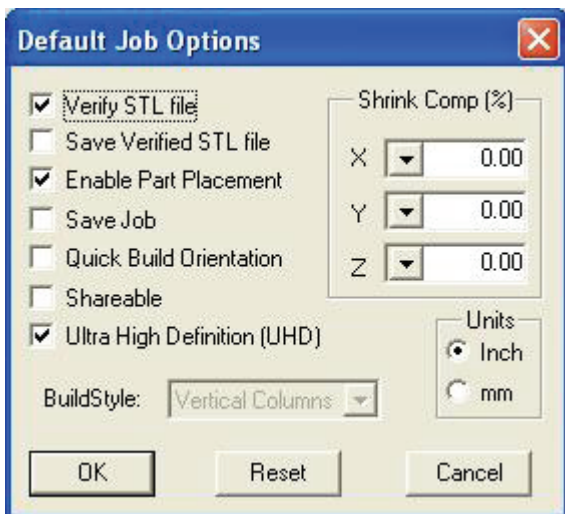 Default Job Options
Verify STL file
Save Verified STL file
Enable Part Placement
Save Job
Quick Build Orientation
Shareable
Ultra High Definition (UHD)
Shrink Comp (%)
X 0.00
Y 0.00
Z 0.00
Units
Inch
mm
BuildStyle: Vertical Columns
OK Reset Cancel